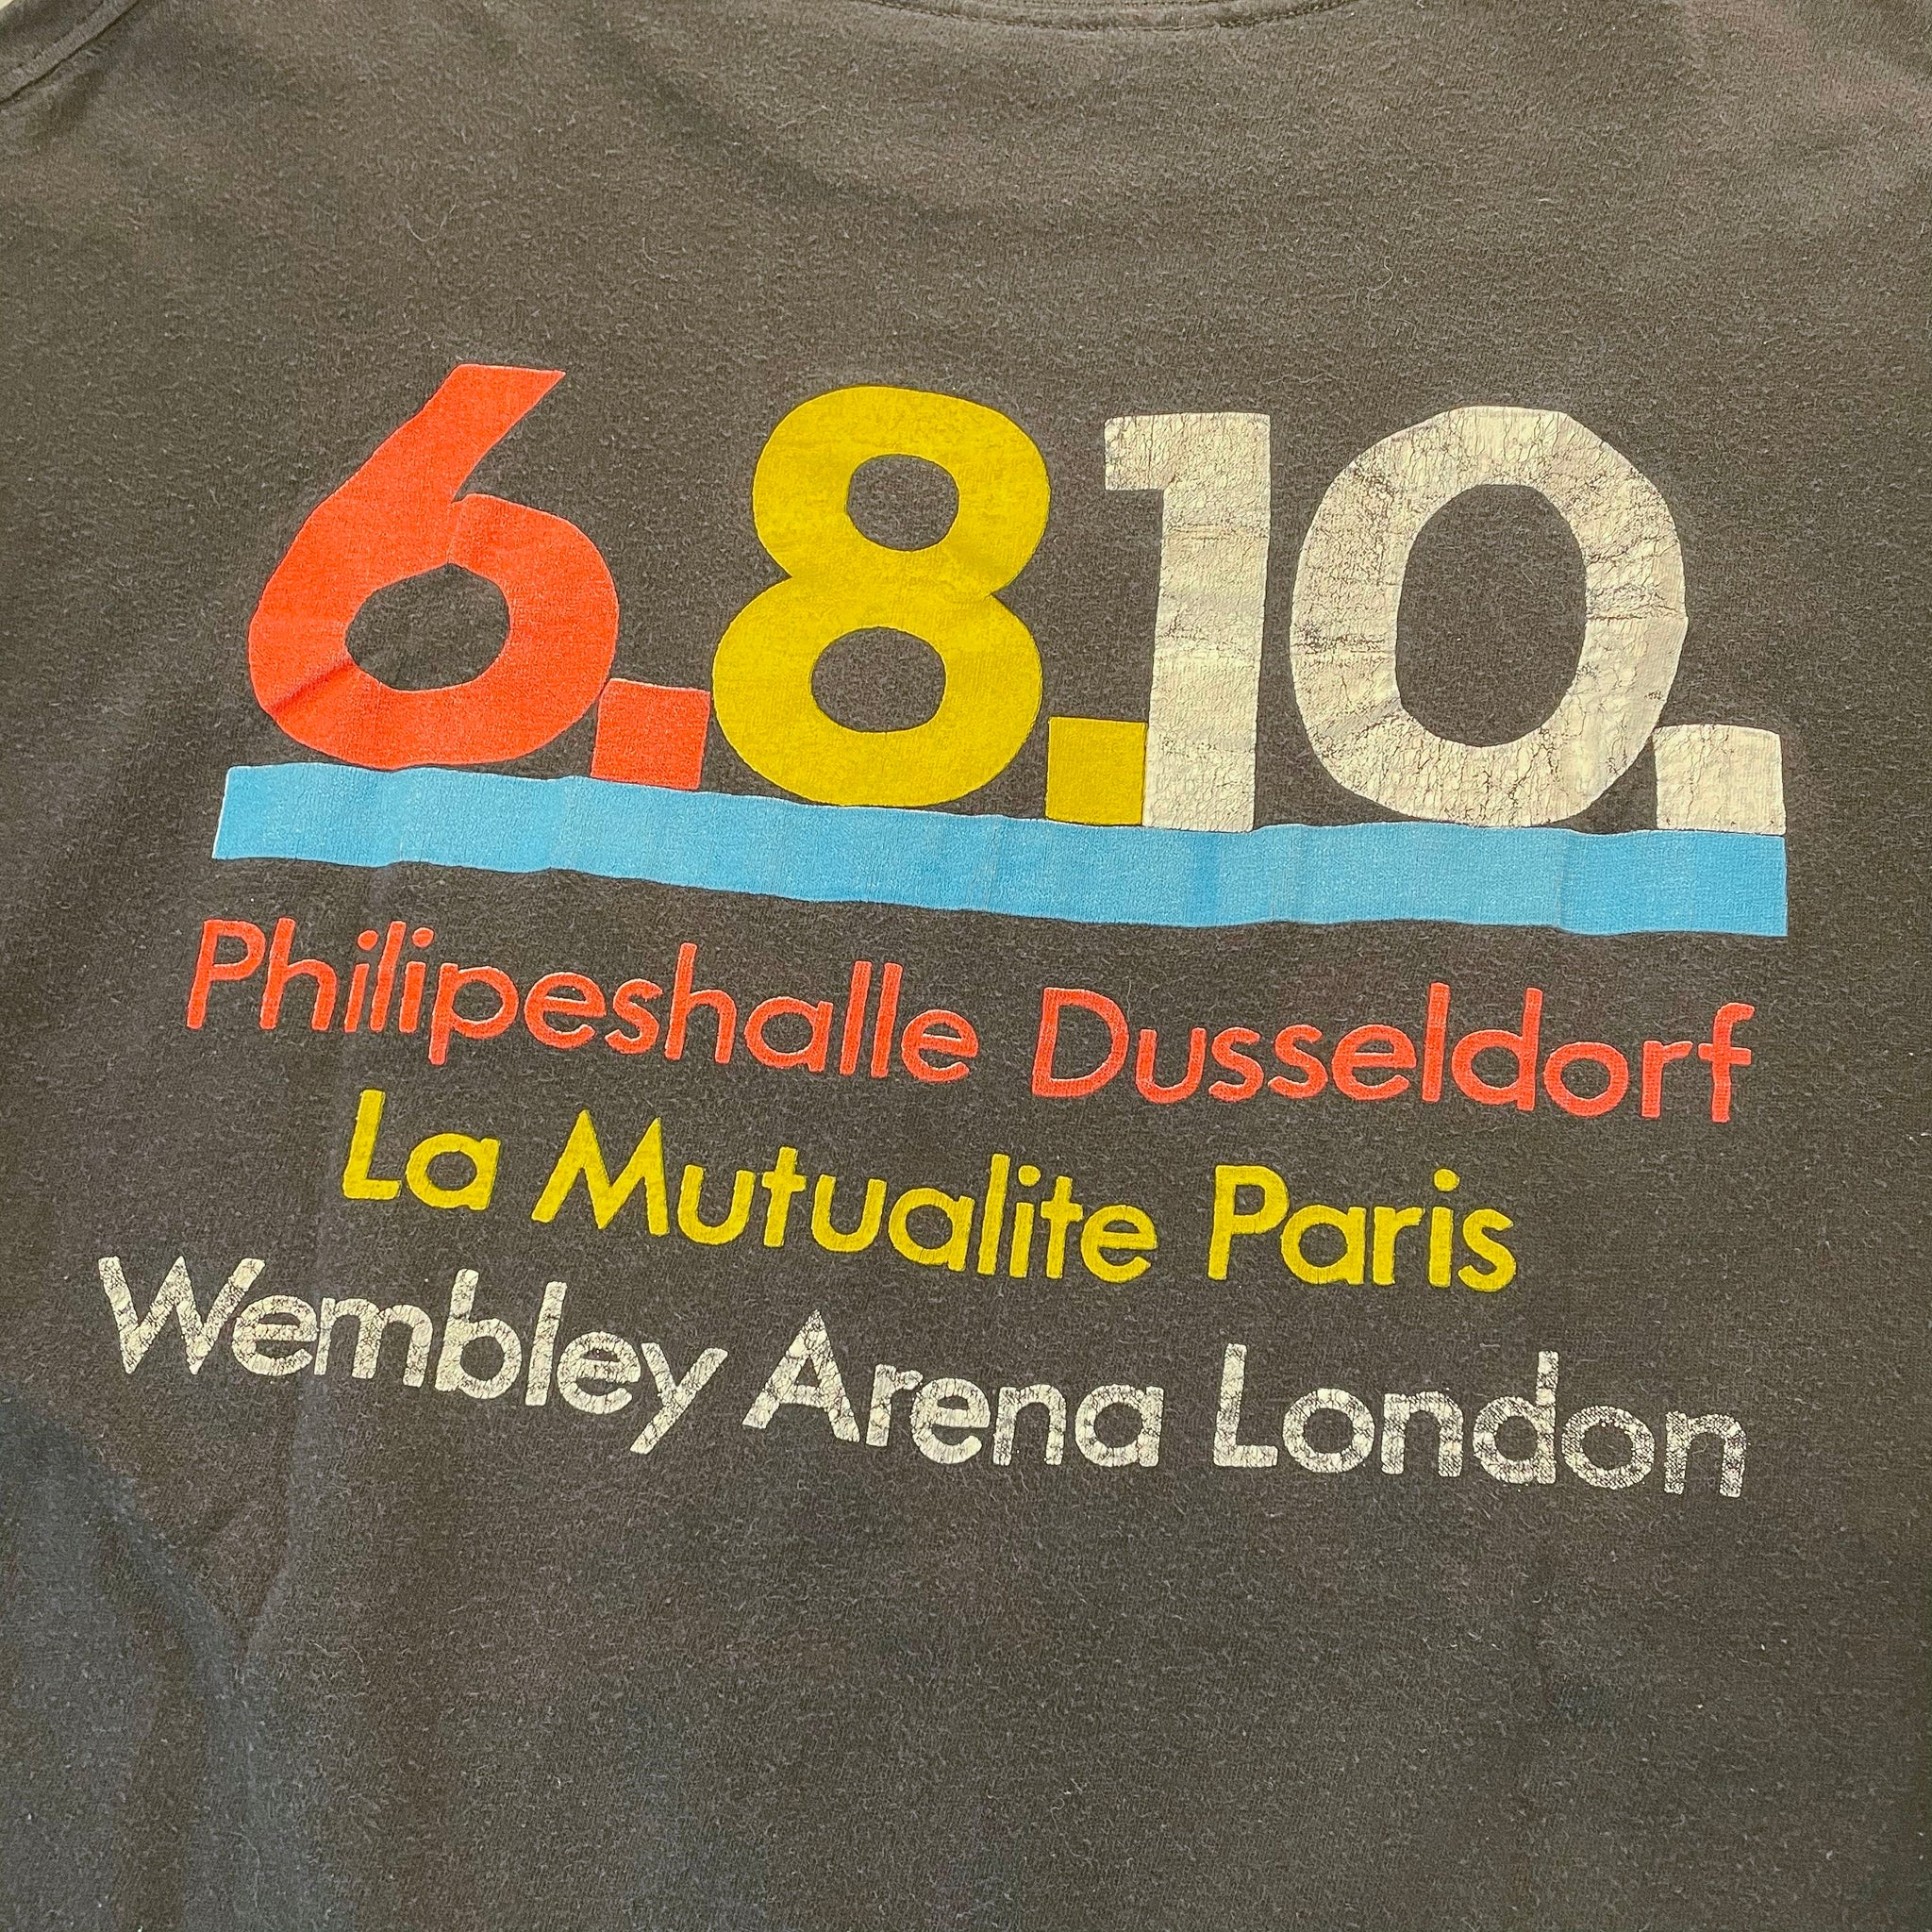 6.8.10.
Philipeshalle Dusseldorf
La Mutualite Paris
Wembley Arena London